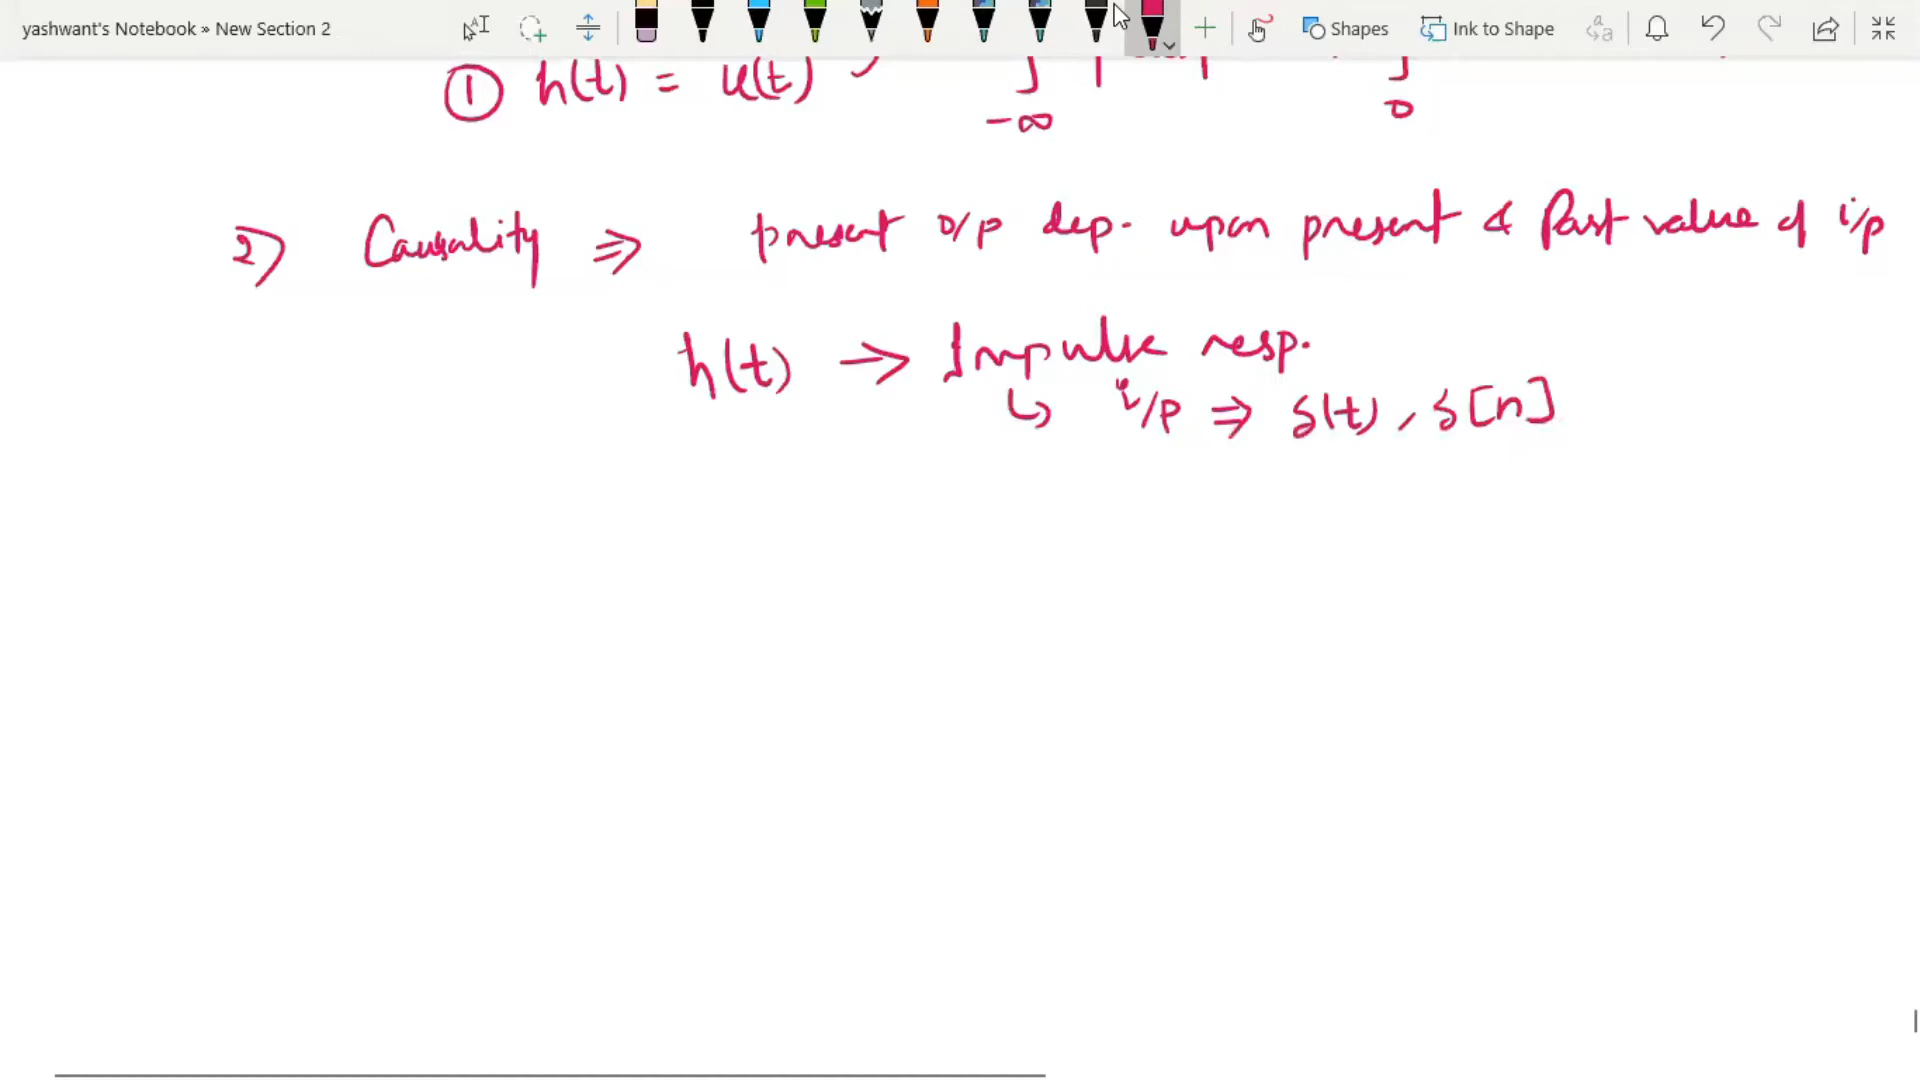 yashwant's Notebook » New Section 2
Shapes
Ink to Shape
① h(t) = u(t)
-∞
0
2) Causality ⇒ present o/p dep. upon present & Past value of i/p
h(t) → Impulse resp.
↳ i/p ⇒ δ(t), δ[n]